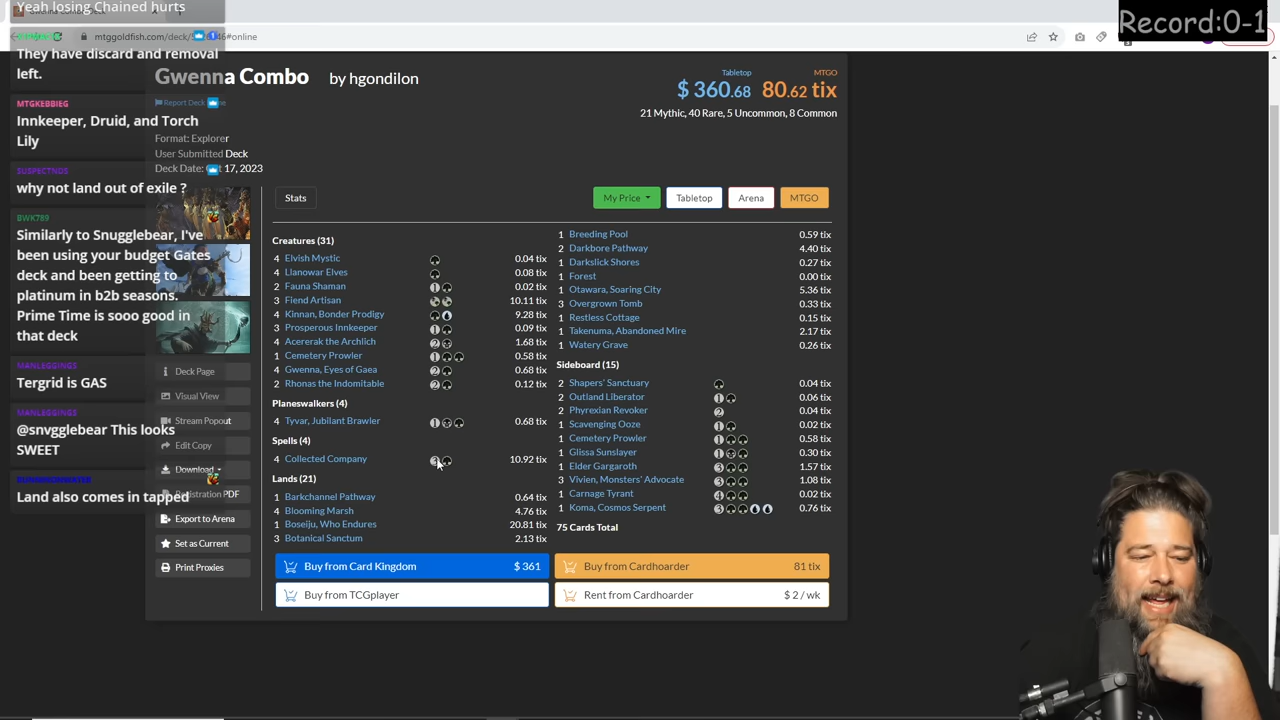 Yeah losing Chained hurts
They have discard and removal
left.
MTGKEBBIEG
Innkeeper, Druid, and Torch
Lily
why not land out of exile ?
BWK789
Similarly to Snugglebear, I've
been using your budget Gates
deck and been getting to
platinum in b2b seasons.
Prime Time is sooo good in
that deck
MANLEGGINGS
Tergrid is GAS
MANLEGGINGS
@snvgglebear This looks
SWEET
Land also comes in tapped
Record:0-1
Gwenna Combo by hgondilon
Tabletop
$ 360.68
MTGO
80.62 tix
21 Mythic, 40 Rare, 5 Uncommon, 8 Common
Format: Explorer
User Submitted Deck
Stats
My Price
Tabletop
Arena
MTGO
Deck Page
Visual View
Stream Popout
Edit Copy
Download
Registration PDF
Export to Arena
Set as Current
Print Proxies
Creatures (31)
4 Elvish Mystic 0.04 tix
4 Llanowar Elves 0.08 tix
2 Fauna Shaman 0.02 tix
3 Fiend Artisan 10.11 tix
4 Kinnan, Bonder Prodigy 9.28 tix
3 Prosperous Innkeeper 0.09 tix
4 Acererak the Archlich 1.68 tix
1 Cemetery Prowler 0.58 tix
4 Gwenna, Eyes of Gaea 0.68 tix
2 Rhonas the Indomitable 0.12 tix
Planeswalkers (4)
4 Tyvar, Jubilant Brawler 0.68 tix
Spells (4)
4 Collected Company 10.92 tix
Lands (21)
1 Barkchannel Pathway 0.64 tix
4 Blooming Marsh 4.76 tix
1 Boseiju, Who Endures 20.81 tix
3 Botanical Sanctum 2.13 tix
1 Breeding Pool 0.59 tix
2 Darkbore Pathway 4.40 tix
1 Darkslick Shores 0.27 tix
1 Forest 0.00 tix
1 Otawara, Soaring City 5.36 tix
3 Overgrown Tomb 0.33 tix
1 Restless Cottage 0.15 tix
1 Takenuma, Abandoned Mire 2.17 tix
1 Watery Grave 0.26 tix
Sideboard (15)
2 Shapers' Sanctuary 0.04 tix
2 Outland Liberator 0.06 tix
2 Phyrexian Revoker 0.04 tix
1 Scavenging Ooze 0.02 tix
1 Cemetery Prowler 0.58 tix
1 Glissa Sunslayer 0.30 tix
1 Elder Gargaroth 1.57 tix
3 Vivien, Monsters' Advocate 1.08 tix
1 Carnage Tyrant 0.02 tix
1 Koma, Cosmos Serpent 0.76 tix
75 Cards Total
Buy from Card Kingdom $ 361
Buy from TCGplayer
Buy from Cardhoarder 81 tix
Rent from Cardhoarder $ 2 / wk